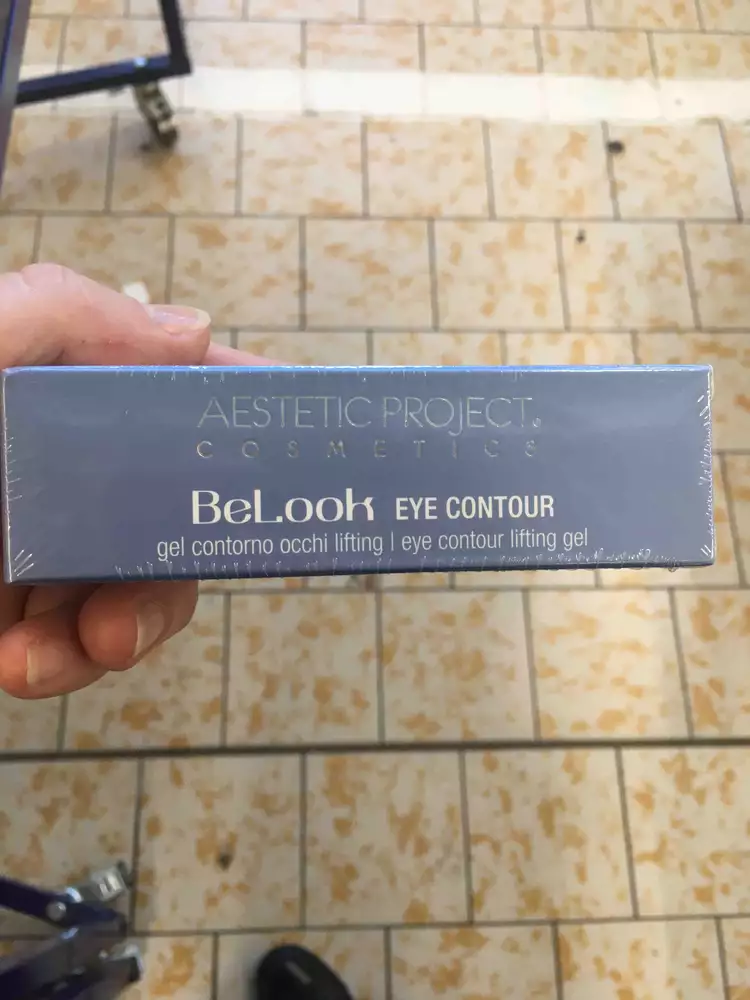 AESTETIC PROJECT
COSMETICS
BeLook EYE CONTOUR
gel contorno occhi lifting | eye contour lifting gel